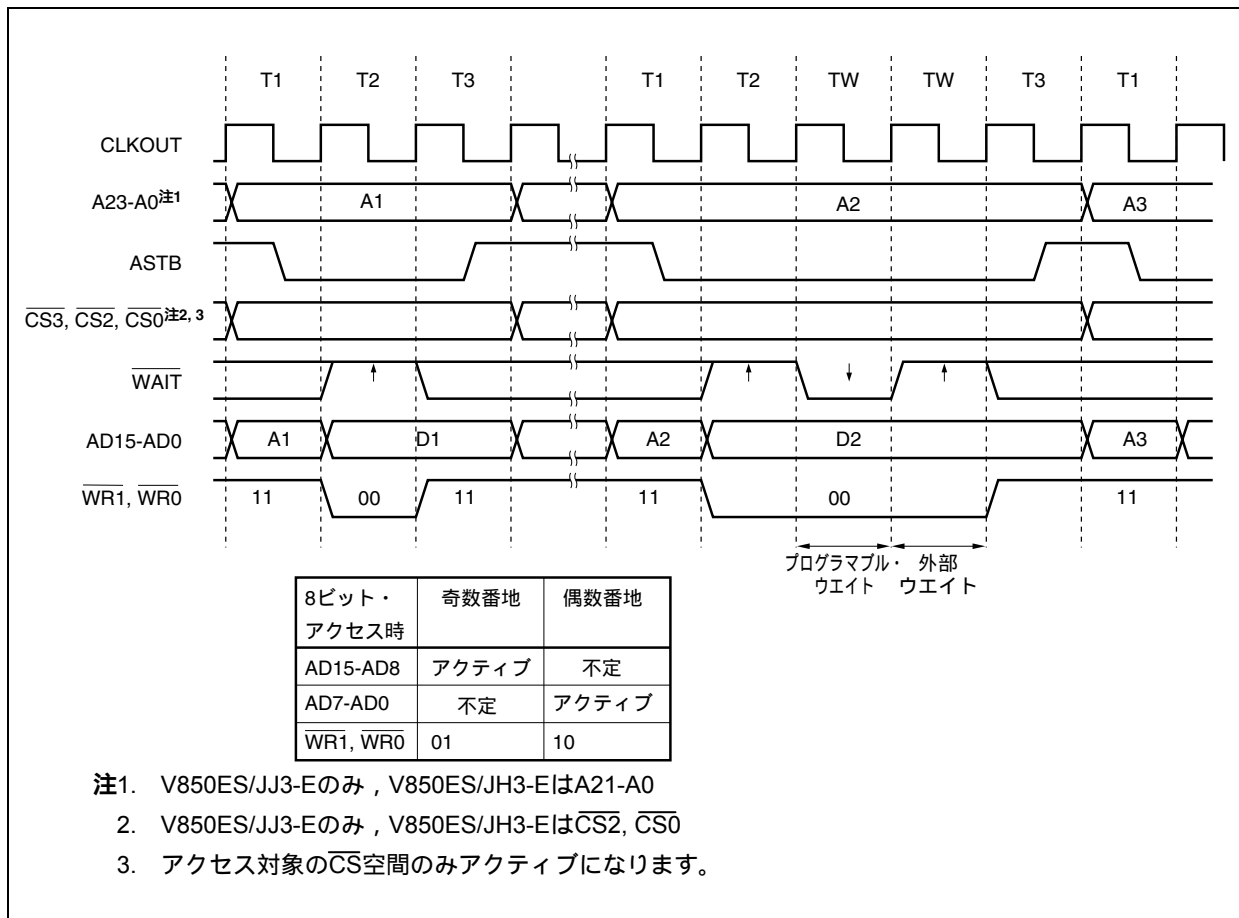 T1 T2 T3 T1 T2 TW TW T3 T1
CLKOUT
A23-A0注1 A1 A2 A3
ASTB
CS3, CS2, CS0注2, 3
WAIT
AD15-AD0 A1 D1 A2 D2 A3
WR1, WR0 11 00 11 11 00 11
プログラマブル・ 外部
ウエイト ウエイト
8ビット・ 奇数番地 偶数番地
アクセス時
AD15-AD8 アクティブ 不定
AD7-AD0 不定 アクティブ
WR1, WR0 01 10
注1. V850ES/JJ3-Eのみ，V850ES/JH3-EはA21-A0
2. V850ES/JJ3-Eのみ，V850ES/JH3-EはCS2, CS0
3. アクセス対象のCS空間のみアクティブになります。